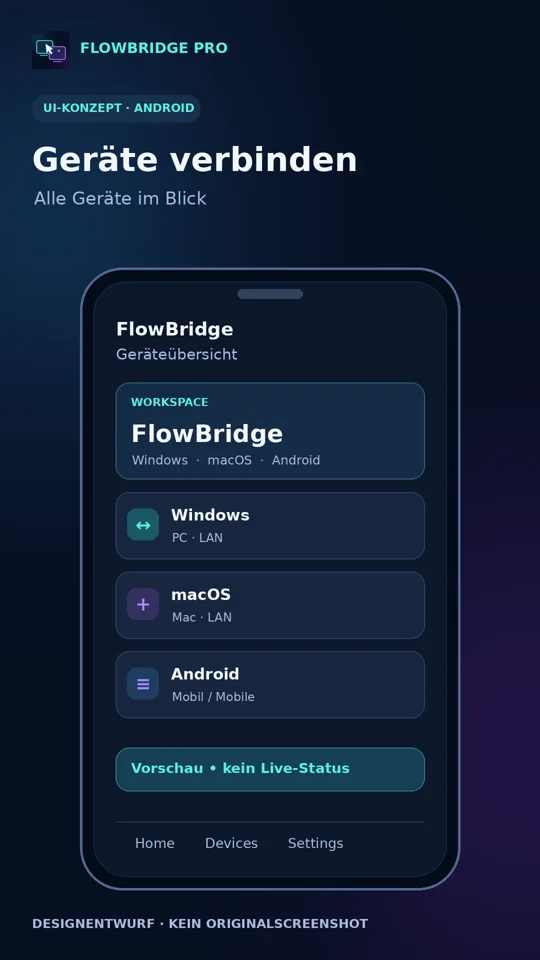 FLOWBRIDGE PRO
UI-KONZEPT · ANDROID
Geräte verbinden
Alle Geräte im Blick
FlowBridge
Geräteübersicht
WORKSPACE
FlowBridge
Windows · macOS · Android
Windows
PC · LAN
macOS
Mac · LAN
Android
Mobil / Mobile
Vorschau • kein Live-Status
Home Devices Settings
DESIGNENTWURF · KEIN ORIGINALSCREENSHOT